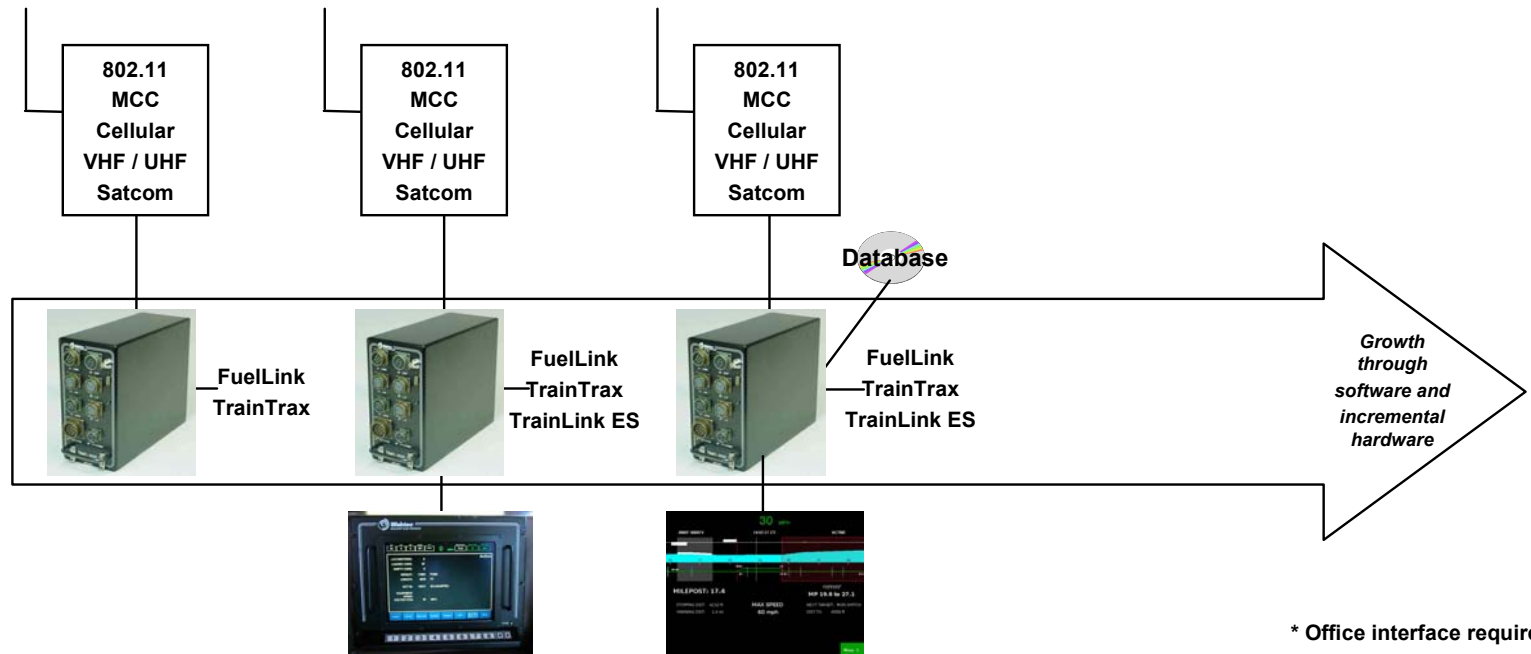 802.11
MCC
Cellular
VHF / UHF
Satcom
802.11
MCC
Cellular
VHF / UHF
Satcom
802.11
MCC
Cellular
VHF / UHF
Satcom
Database
FuelLink
TrainTrax
FuelLink
TrainTrax
TrainLink ES
FuelLink
TrainTrax
TrainLink ES
Growth
through
software and
incremental
hardware
Wabtec
30
MILEPOST: 17.4
MP 19.8 to 27.1
MAX SPEED
60 mph
* Office interface require